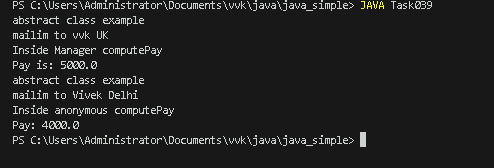 PS C:\Users\Administrator\Documents\vvk\java\java_simple> JAVA Task039
abstract class example
mailim to vvk UK
Inside Manager computePay
Pay is: 5000.0
abstract class example
mailim to Vivek Delhi
Inside anonymous computePay
Pay: 4000.0
PS C:\Users\Administrator\Documents\vvk\java\java_simple>